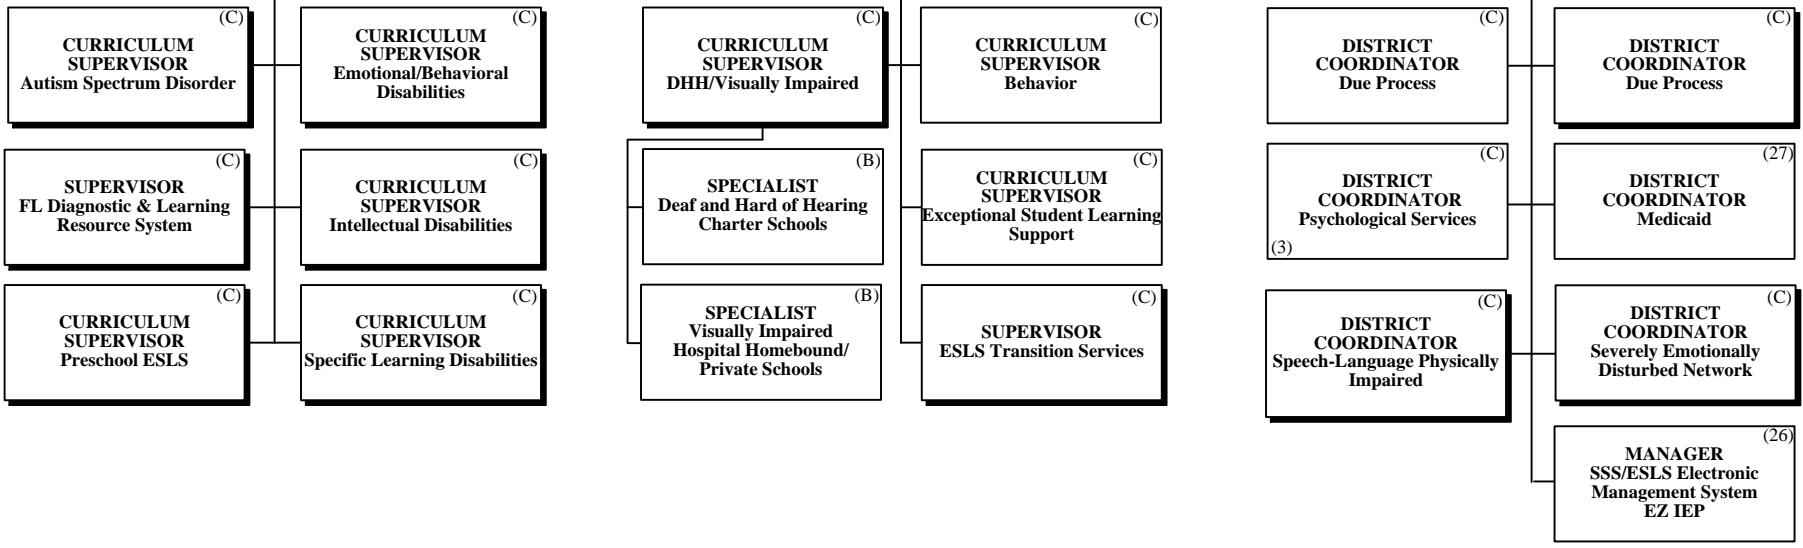 (C)
CURRICULUM
SUPERVISOR
Autism Spectrum Disorder
(C)
CURRICULUM
SUPERVISOR
Emotional/Behavioral
Disabilities
(C)
SUPERVISOR
FL Diagnostic & Learning
Resource System
(C)
CURRICULUM
SUPERVISOR
Intellectual Disabilities
(C)
CURRICULUM
SUPERVISOR
Preschool ESLS
(C)
CURRICULUM
SUPERVISOR
Specific Learning Disabilities
(C)
CURRICULUM
SUPERVISOR
DHH/Visually Impaired
(C)
CURRICULUM
SUPERVISOR
Behavior
(B)
SPECIALIST
Deaf and Hard of Hearing
Charter Schools
(C)
CURRICULUM
SUPERVISOR
Exceptional Student Learning
Support
(B)
SPECIALIST
Visually Impaired
Hospital Homebound/
Private Schools
(C)
SUPERVISOR
ESLS Transition Services
(C)
DISTRICT
COORDINATOR
Due Process
(C)
DISTRICT
COORDINATOR
Due Process
(C)
DISTRICT
COORDINATOR
Psychological Services
(3)
(27)
DISTRICT
COORDINATOR
Medicaid
(C)
DISTRICT
COORDINATOR
Speech-Language Physically
Impaired
(C)
DISTRICT
COORDINATOR
Severely Emotionally
Disturbed Network
(26)
MANAGER
SSS/ESLS Electronic
Management System
EZ IEP